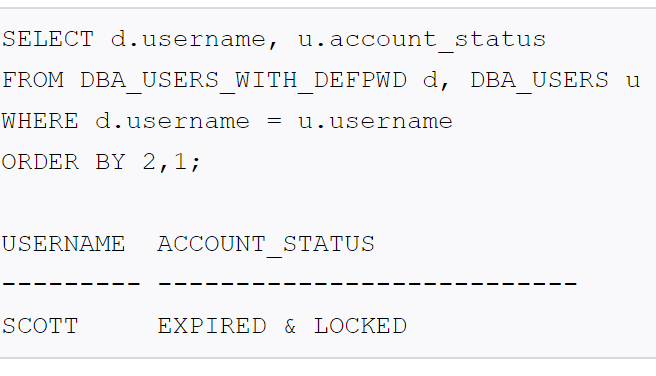 SELECT d.username, u.account_status
FROM DBA_USERS_WITH_DEFPWD d, DBA_USERS u
WHERE d.username = u.username
ORDER BY 2,1;
USERNAME  ACCOUNT_STATUS
--------- ---------------------------
SCOTT     EXPIRED & LOCKED